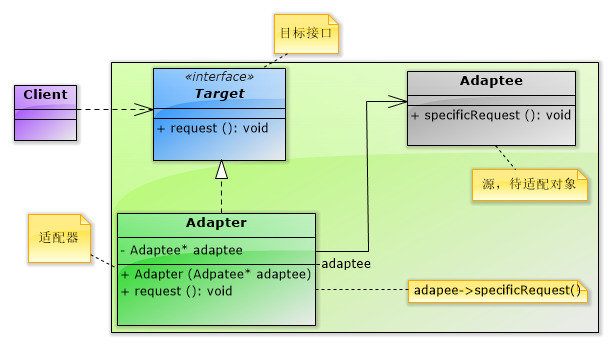 目标接口
Client
«interface»
Target
+ request (): void
Adaptee
+ specificRequest (): void
源，待适配对象
适配器
Adapter
- Adaptee* adaptee
+ Adapter (Adpatee* adaptee)
+ request (): void
adaptee
adapee->specificRequest()